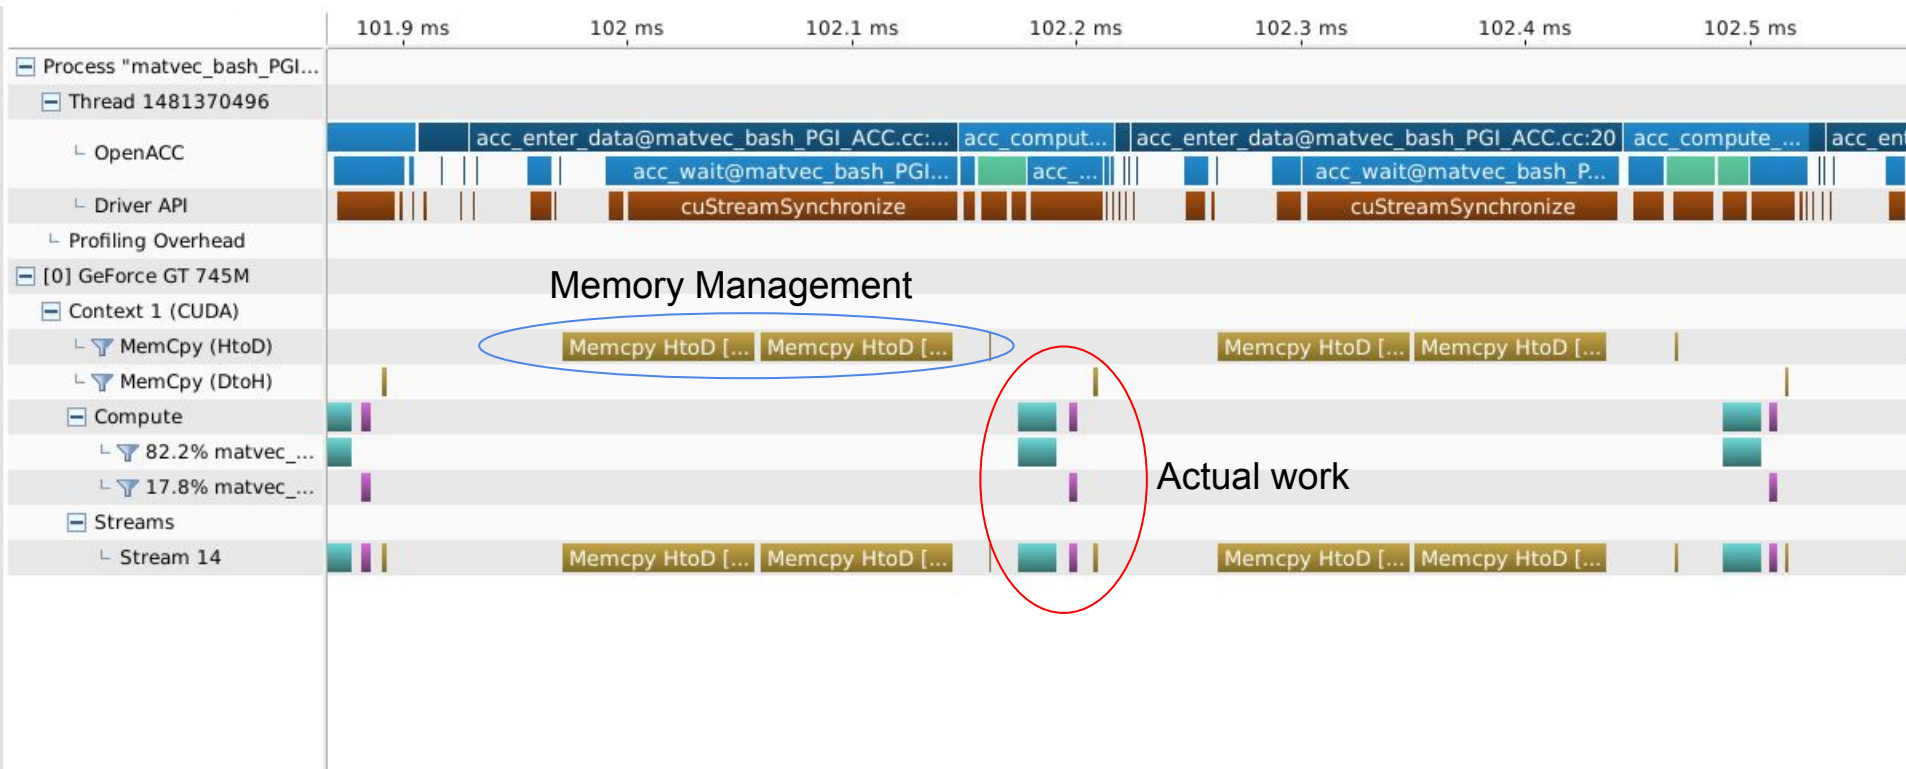 101.9 ms 102 ms 102.1 ms 102.2 ms 102.3 ms 102.4 ms 102.5 ms
Process "matvec_bash_PGI...
Thread 1481370496
acc_enter_data@matvec_bash_PGI_ACC.cc:... acc_comput... acc_enter_data@matvec_bash_PGI_ACC.cc:20 acc_compute_... acc_ent
OpenACC
acc_wait@matvec_bash_PGI... acc_... acc_wait@matvec_bash_P...
Driver API cuStreamSynchronize cuStreamSynchronize
Profiling Overhead
[0] GeForce GT 745M
Memory Management
Context 1 (CUDA)
MemCpy (HtoD) Memcpy HtoD [... Memcpy HtoD [... Memcpy HtoD [... Memcpy HtoD [...
MemCpy (DtoH)
Compute
82.2% matvec_...
Actual work
17.8% matvec_...
Streams
Stream 14 Memcpy HtoD [... Memcpy HtoD [... Memcpy HtoD [... Memcpy HtoD [...